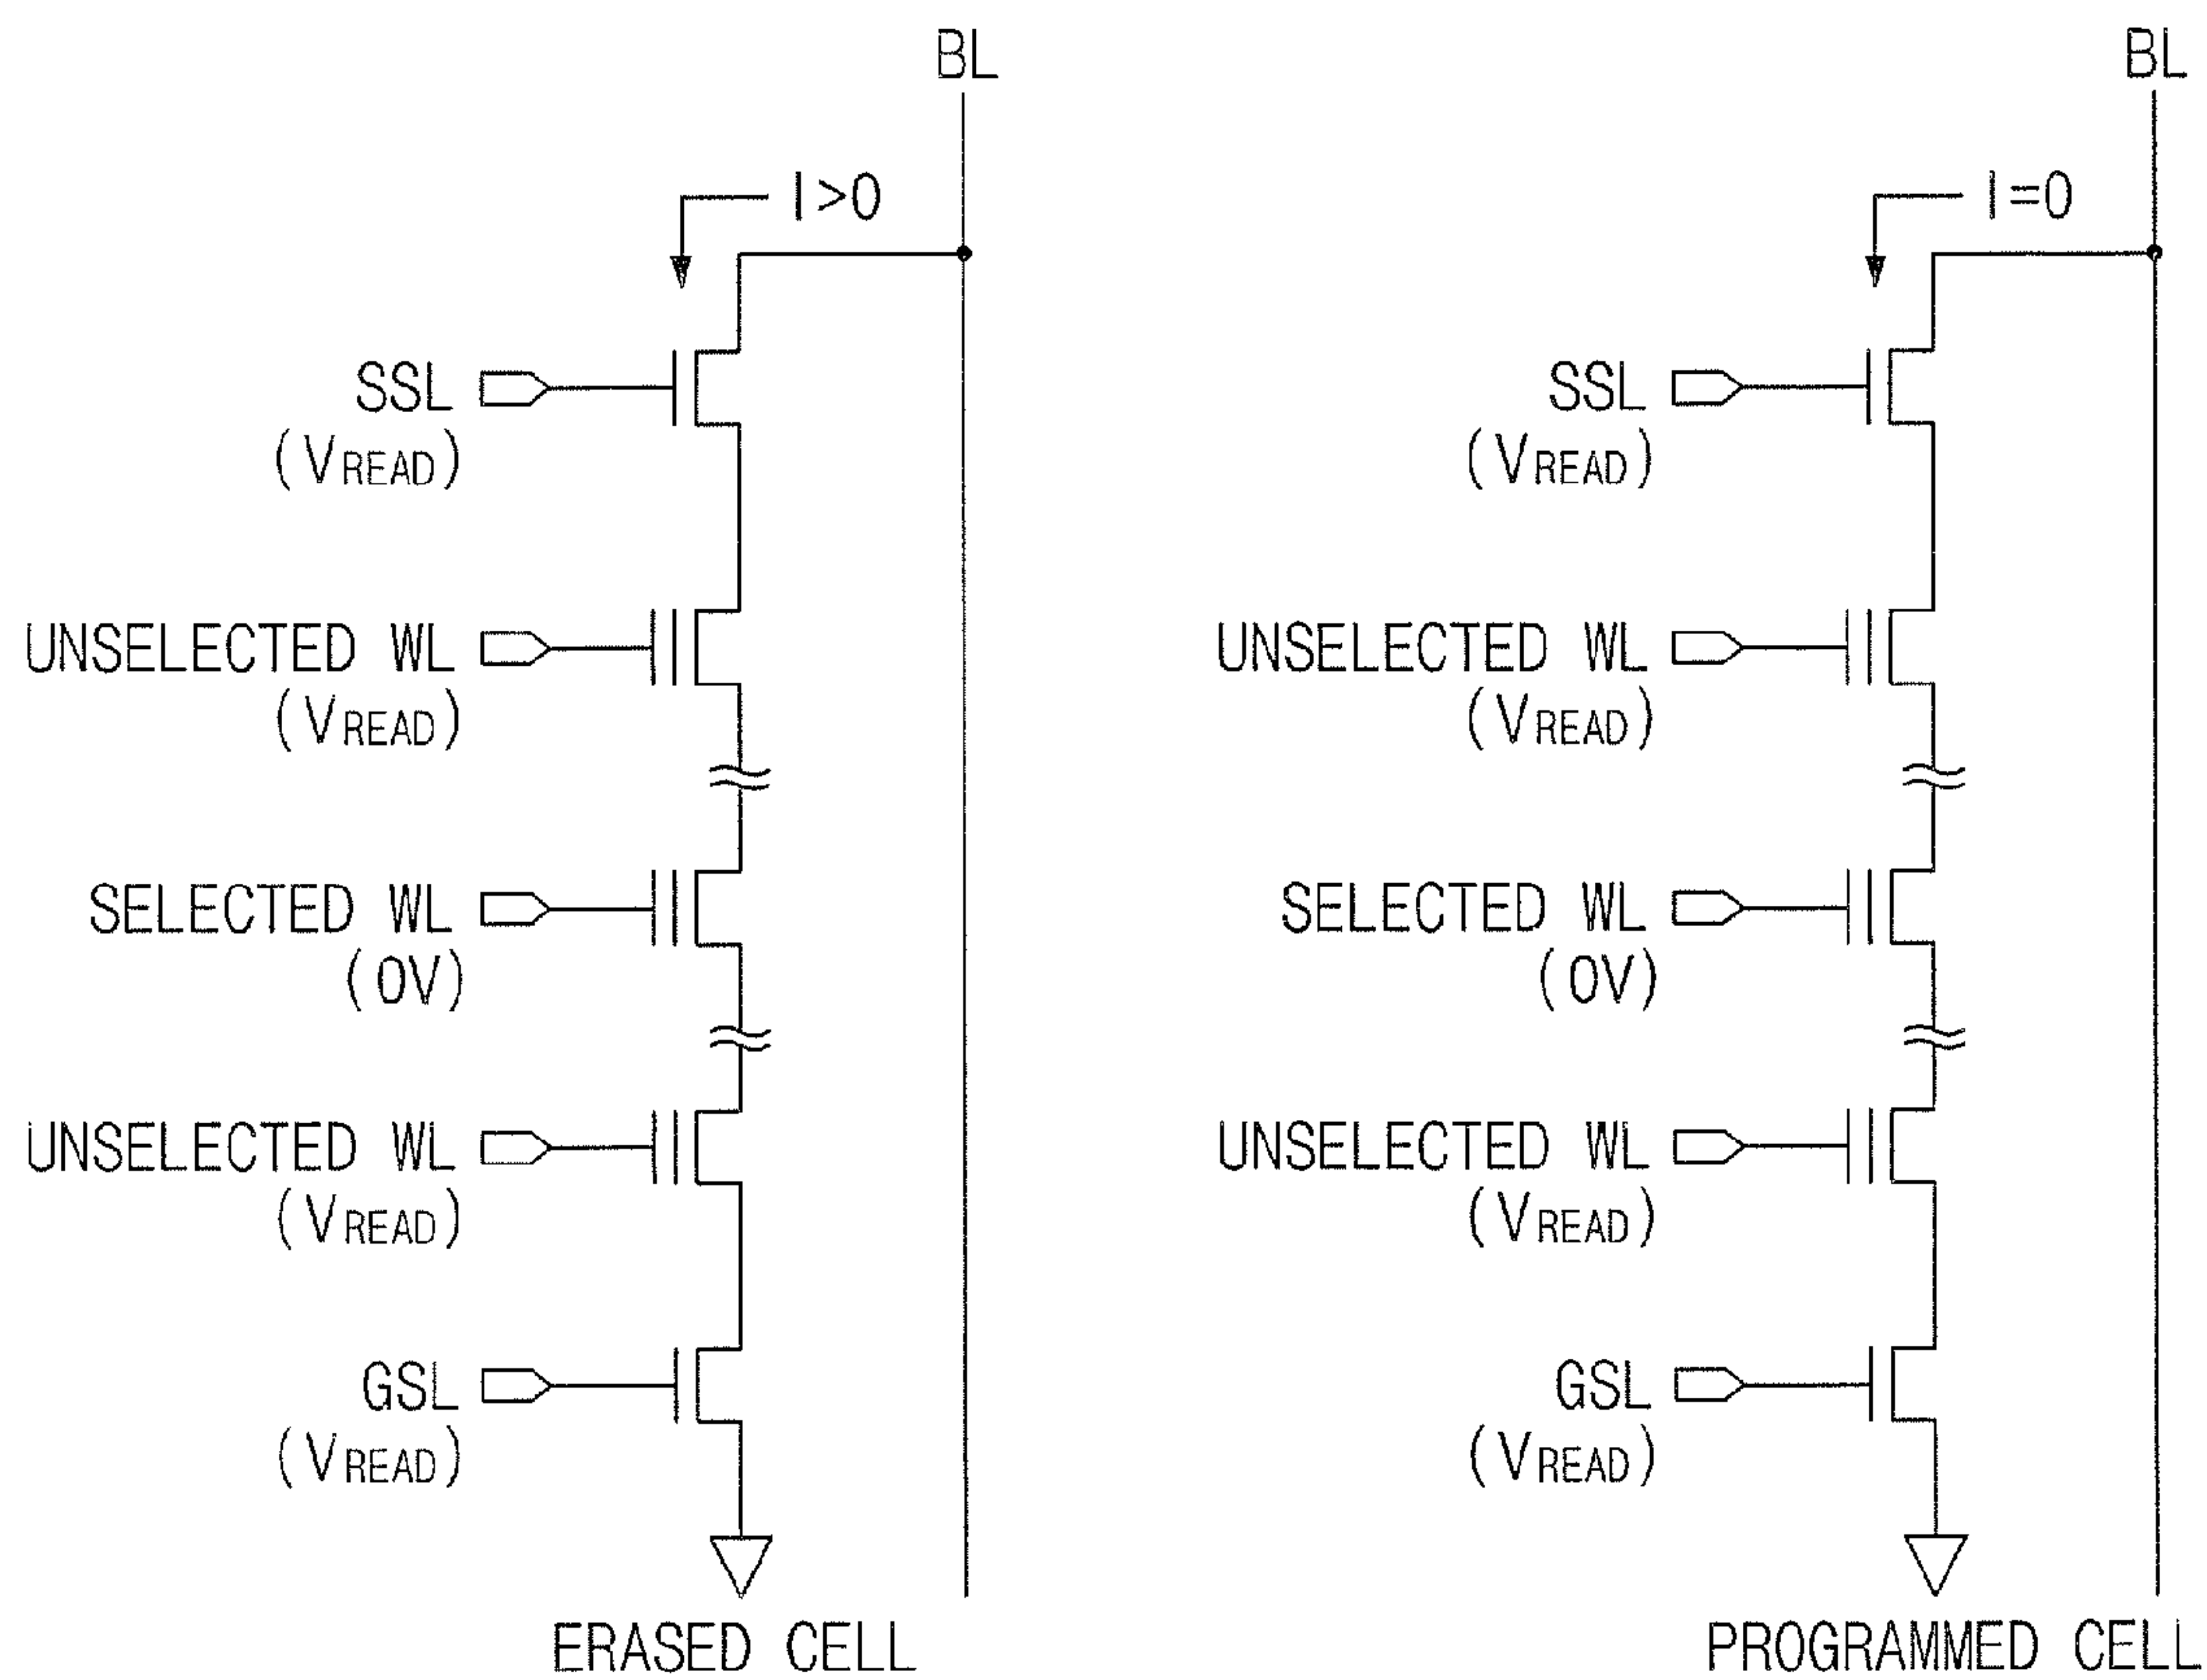 BL
I>0
SSL
(VREAD)
UNSELECTED WL
(VREAD)
SELECTED WL
(0V)
UNSELECTED WL
(VREAD)
GSL
(VREAD)
ERASED CELL
BL
I=0
SSL
(VREAD)
UNSELECTED WL
(VREAD)
SELECTED WL
(0V)
UNSELECTED WL
(VREAD)
GSL
(VREAD)
PROGRAMMED CELL